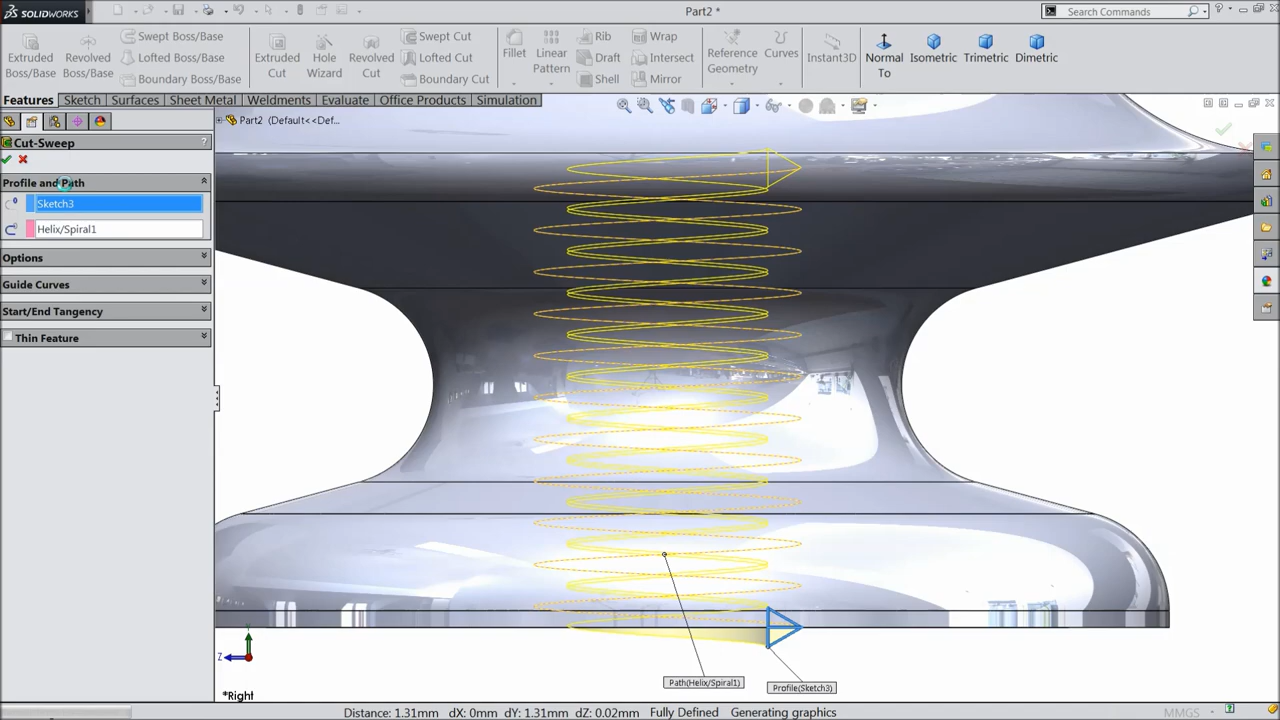 SOLIDWORKS
Part2 *
Search Commands
?
Extruded Boss/Base
Revolved Boss/Base
Swept Boss/Base
Lofted Boss/Base
Boundary Boss/Base
Extruded Cut
Hole Wizard
Revolved Cut
Swept Cut
Lofted Cut
Boundary Cut
Fillet
Linear Pattern
Rib
Draft
Shell
Wrap
Intersect
Mirror
Reference Geometry
Curves
Instant3D
Normal To
Isometric
Trimetric
Dimetric
Features
Sketch
Surfaces
Sheet Metal
Weldments
Evaluate
Office Products
Simulation
Part2 (Default<<Def...
Cut-Sweep
?
Profile and Path
Sketch3
Helix/Spiral1
Options
Guide Curves
Start/End Tangency
Thin Feature
Path(Helix/Spiral1)
Profile(Sketch3)
Y
Z
*Right
Distance: 1.31mm dX: 0mm dY: 1.31mm dZ: 0.02mm Fully Defined Generating graphics
MMGS
?